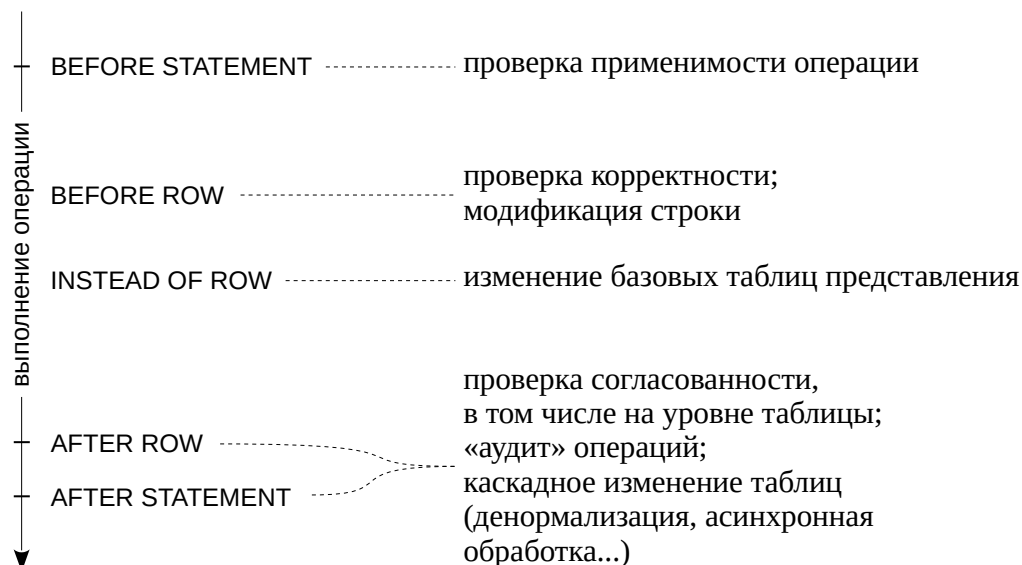 BEFORE STATEMENT
проверка применимости операции
выполнение операции
BEFORE ROW
проверка корректности;
модификация строки
INSTEAD OF ROW
изменение базовых таблиц представления
AFTER ROW
AFTER STATEMENT
проверка согласованности,
в том числе на уровне таблицы;
«аудит» операций;
каскадное изменение таблиц
(денормализация, асинхронная
обработка...)